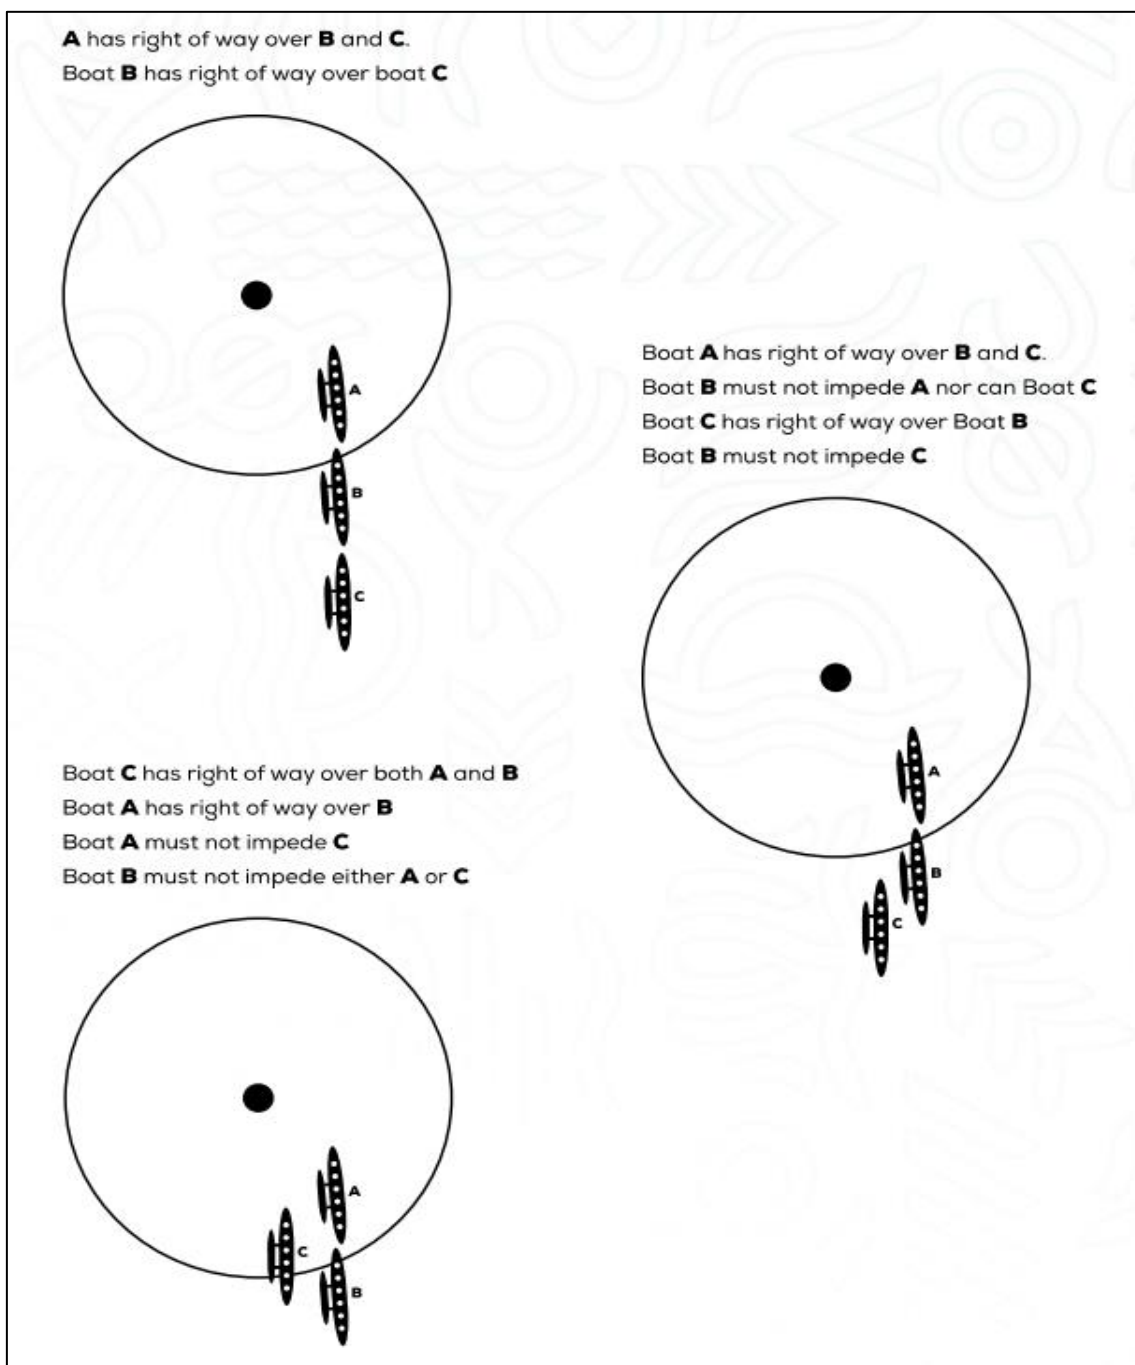 A has right of way over B and C.
Boat B has right of way over boat C
A
B
C
Boat A has right of way over B and C.
Boat B must not impede A nor can Boat C
Boat C has right of way over Boat B
Boat B must not impede C
A
B
C
Boat C has right of way over both A and B
Boat A has right of way over B
Boat A must not impede C
Boat B must not impede either A or C
A
C
B